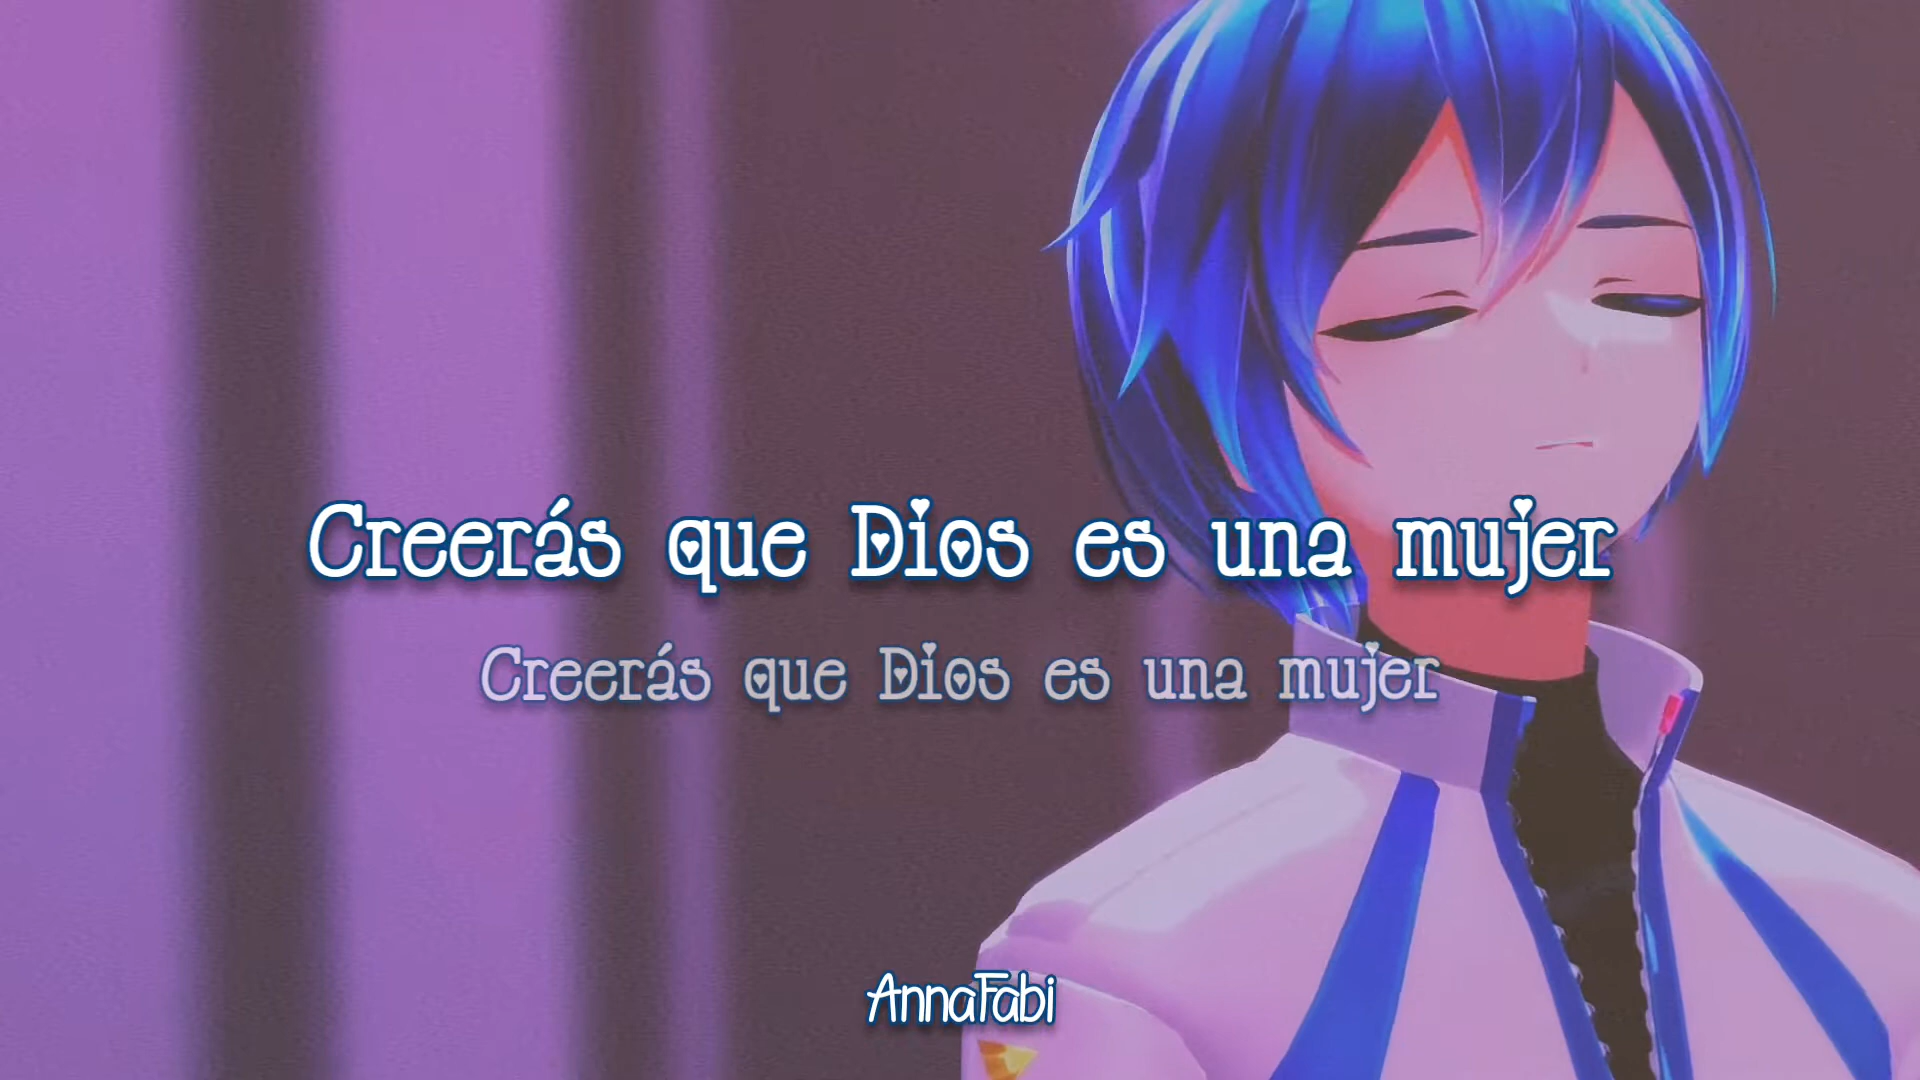 Creerás que Dios es una mujer
Creerás que Dios es una mujer
AnnaFabi